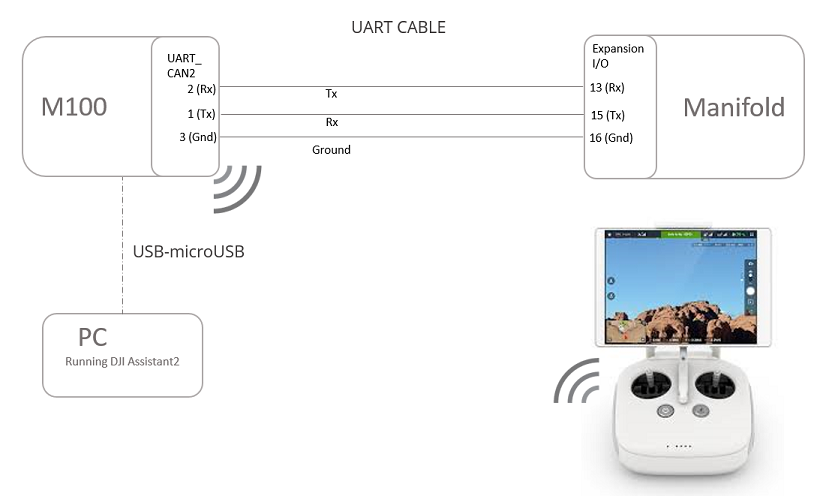 UART CABLE
M100
UART_
CAN2
2 (Rx)
1 (Tx)
3 (Gnd)
Tx
Rx
Ground
Expansion
I/O
13 (Rx)
15 (Tx)
16 (Gnd)
Manifold
USB-microUSB
PC
Running DJI Assistant2